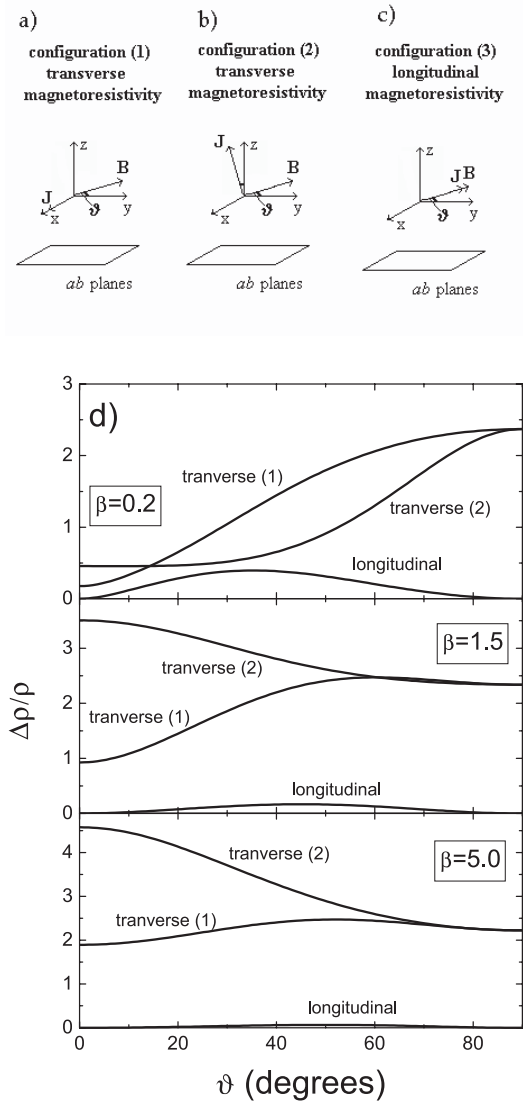 a)
configuration (1)
transverse
magnetoresistivity
z
B
J
x
ϑ
y
ab planes
b)
configuration (2)
transverse
magnetoresistivity
J
z
B
x
ϑ
y
ab planes
c)
configuration (3)
longitudinal
magnetoresistivity
z
J B
x
ϑ
y
ab planes
d)
3
2
1
0
tranverse (1)
β=0.2
tranverse (2)
longitudinal
3
2
1
0
β=1.5
tranverse (2)
tranverse (1)
longitudinal
4
3
2
1
0
tranverse (2)
β=5.0
tranverse (1)
longitudinal
Δρ/ρ
0 20 40 60 80
ϑ (degrees)